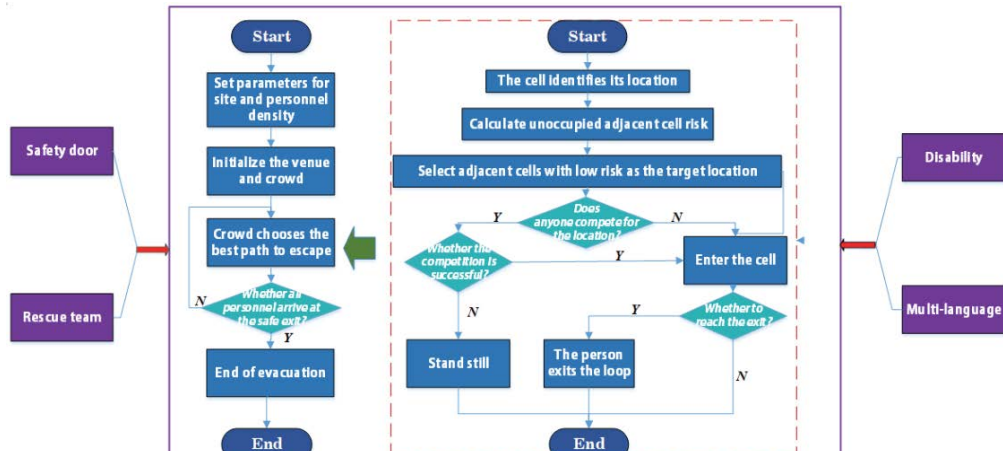 Start
Set parameters for
site and personnel
density
Initialize the venue
and crowd
Crowd chooses the
best path to escape
Whether all
personnel arrive at
the safe exit?
N
Y
End of evacuation
End
Safety door
Rescue team
Start
The cell identifies its location
Calculate unoccupied adjacent cell risk
Select adjacent cells with low risk as the target location
Does
anyone compete for
the location?
Y
N
Whether the
competition is
successful?
Y
N
Enter the cell
Whether to
reach the exit?
Y
N
Stand still
The person
exits the loop
End
Disability
Multi-language